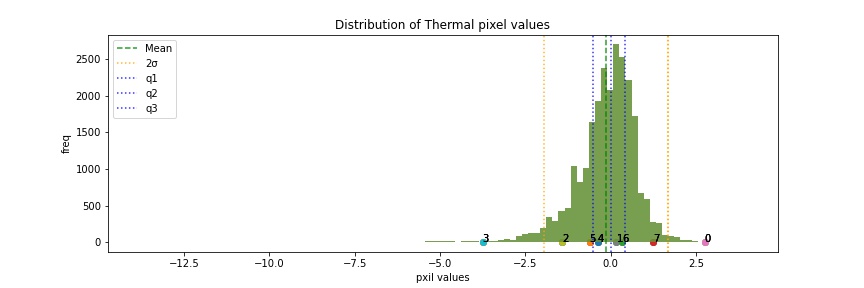 Distribution of Thermal pixel values
Mean
2σ
q1
q2
q3
freq
2500
2000
1500
1000
500
0
3 2 5 4 1 6 7 0
−12.5 −10.0 −7.5 −5.0 −2.5 0.0 2.5
pxil values